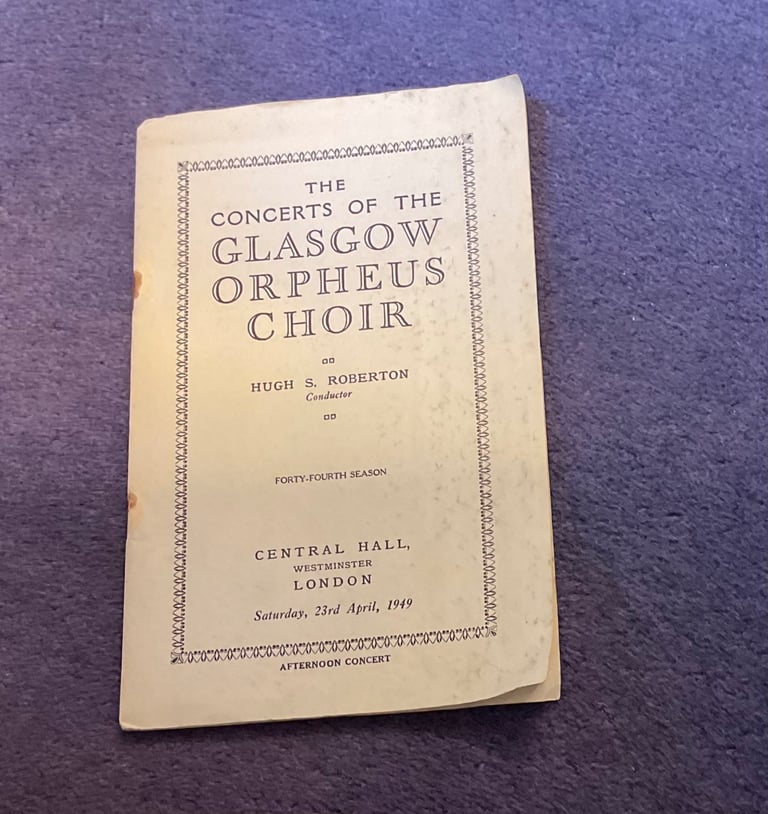 THE
CONCERTS OF THE
GLASGOW
ORPHEUS
CHOIR
HUGH S. ROBERTON
Conductor
FORTY-FOURTH SEASON
CENTRAL HALL,
WESTMINSTER
LONDON
Saturday, 23rd April, 1949
AFTERNOON CONCERT